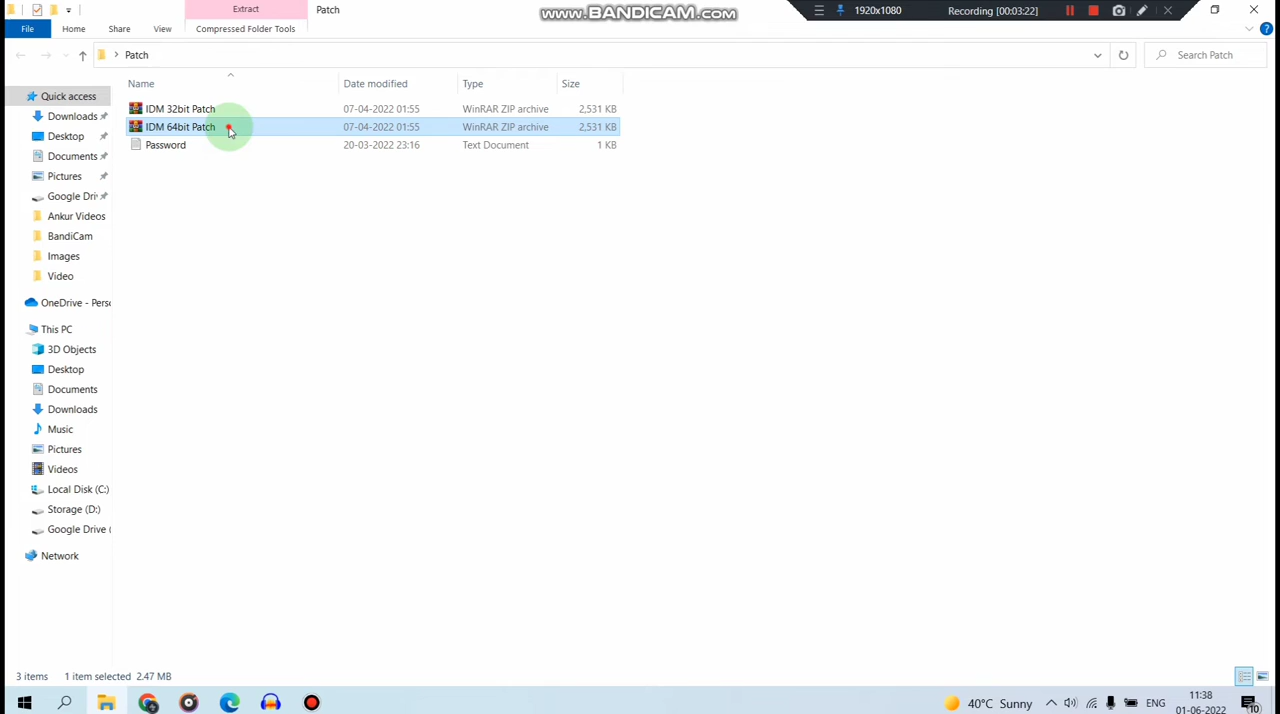 Extract
Patch
www.BANDICAM.com
1920x1080
Recording [00:03:22]
File
Home
Share
View
Compressed Folder Tools
Patch
Search Patch
Name
Date modified
Type
Size
IDM 32bit Patch
07-04-2022 01:55
WinRAR ZIP archive
2,531 KB
IDM 64bit Patch
07-04-2022 01:55
WinRAR ZIP archive
2,531 KB
Password
20-03-2022 23:16
Text Document
1 KB
Quick access
Downloads
Desktop
Documents
Pictures
Google Dri
Ankur Videos
BandiCam
Images
Video
OneDrive - Pers
This PC
3D Objects
Desktop
Documents
Downloads
Music
Pictures
Videos
Local Disk (C:)
Storage (D:)
Google Drive (
Network
3 items
1 item selected 2.47 MB
40°C Sunny
ENG
11:38
01-06-2022
10